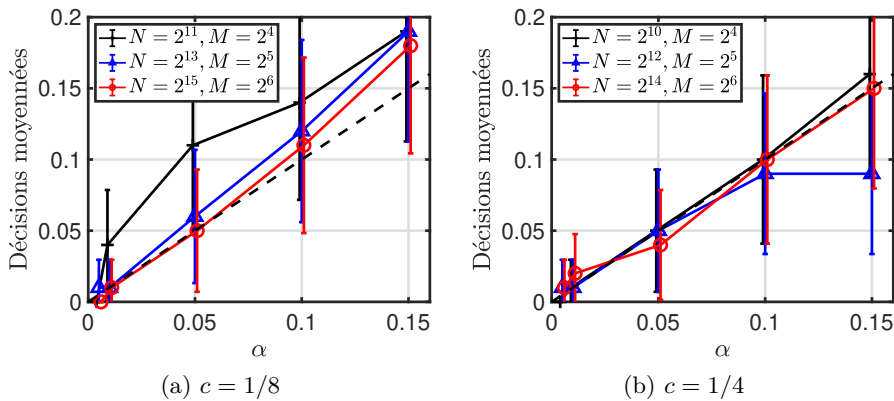 0.2
0.15
0.1
0.05
0
Décisions moyennées
N = 2^11, M = 2^4
N = 2^13, M = 2^5
N = 2^15, M = 2^6
0 0.05 0.1 0.15
α
(a) c = 1/8
0.2
0.15
0.1
0.05
0
Décisions moyennées
N = 2^10, M = 2^4
N = 2^12, M = 2^5
N = 2^14, M = 2^6
0 0.05 0.1 0.15
α
(b) c = 1/4